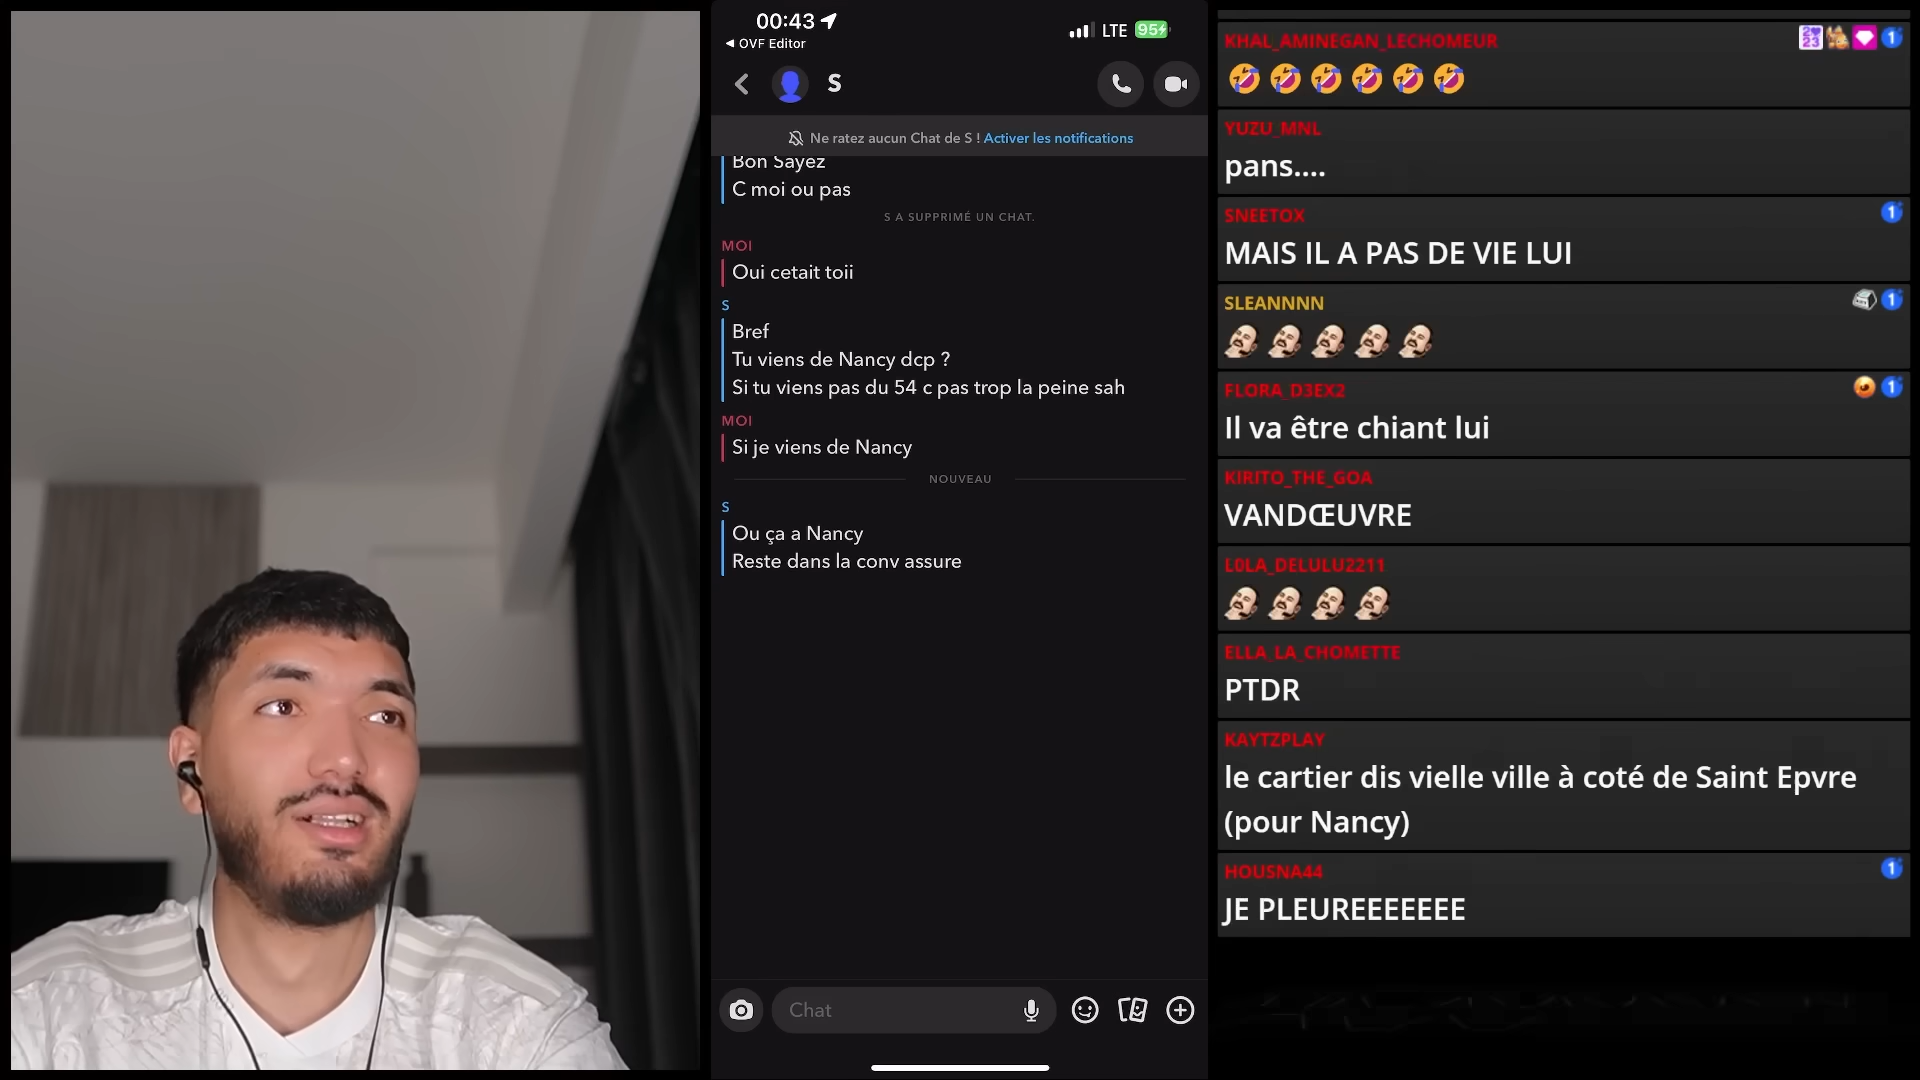 00:43
LTE
95
OVF Editor
S
Ne ratez aucun Chat de S ! Activer les notifications
Bon Sayez
C moi ou pas
S A SUPPRIMÉ UN CHAT.
MOI
Oui cetait toii
S
Bref
Tu viens de Nancy dcp ?
Si tu viens pas du 54 c pas trop la peine sah
MOI
Si je viens de Nancy
NOUVEAU
S
Ou ça a Nancy
Reste dans la conv assure
Chat
KHAL_AMINEGAN_LECHOMEUR
YUZU_MNL
pans....
SNEETOX
MAIS IL A PAS DE VIE LUI
SLEANNNN
FLORA_D3EX2
Il va être chiant lui
KIRITO_THE_GOA
VANDŒUVRE
L0LA_DELULU2211
ELLA_LA_CHOMETTE
PTDR
KAYTZPLAY
le cartier dis vielle ville à coté de Saint Epvre
(pour Nancy)
HOUSNA44
JE PLEUREEEEEEE